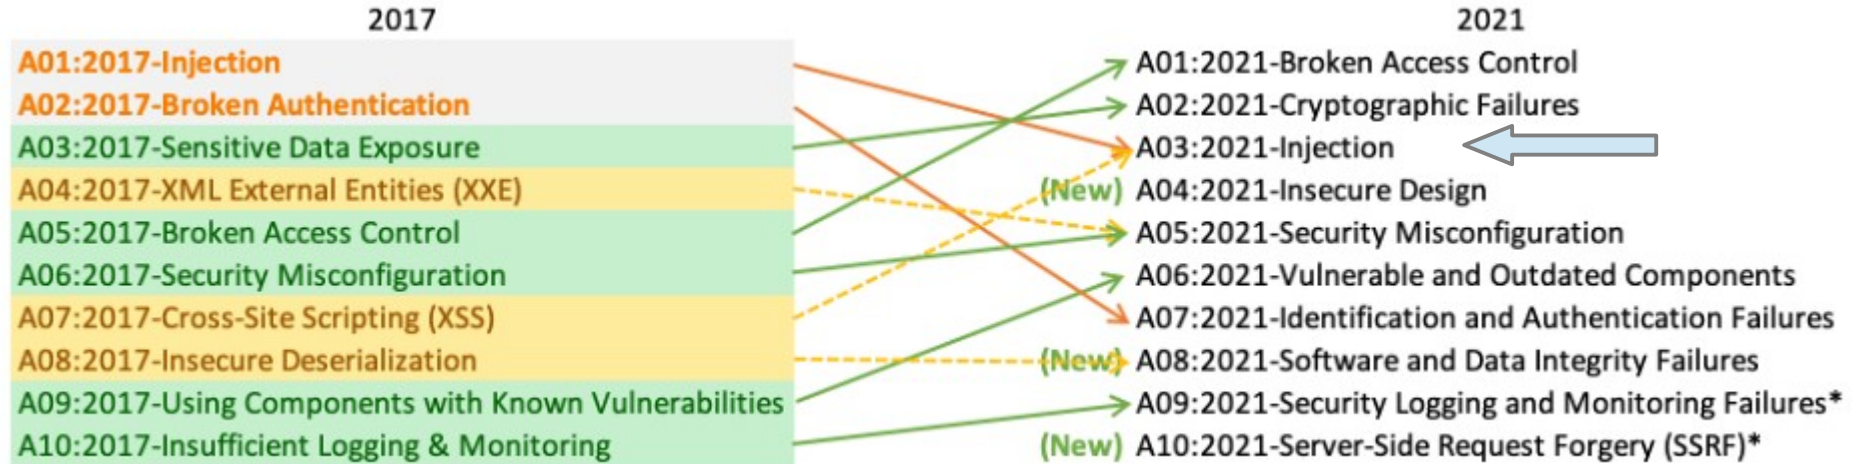 2017
A01:2017-Injection
A02:2017-Broken Authentication
A03:2017-Sensitive Data Exposure
A04:2017-XML External Entities (XXE)
A05:2017-Broken Access Control
A06:2017-Security Misconfiguration
A07:2017-Cross-Site Scripting (XSS)
A08:2017-Insecure Deserialization
A09:2017-Using Components with Known Vulnerabilities
A10:2017-Insufficient Logging & Monitoring
2021
A01:2021-Broken Access Control
A02:2021-Cryptographic Failures
A03:2021-Injection
(New) A04:2021-Insecure Design
A05:2021-Security Misconfiguration
A06:2021-Vulnerable and Outdated Components
A07:2021-Identification and Authentication Failures
(New) A08:2021-Software and Data Integrity Failures
A09:2021-Security Logging and Monitoring Failures*
(New) A10:2021-Server-Side Request Forgery (SSRF)*